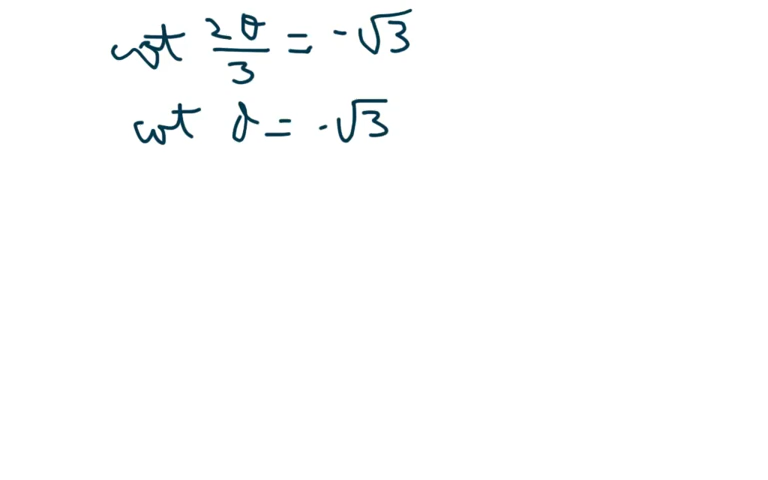 cot 2θ/3 = -√3
cot ∂ = -√3